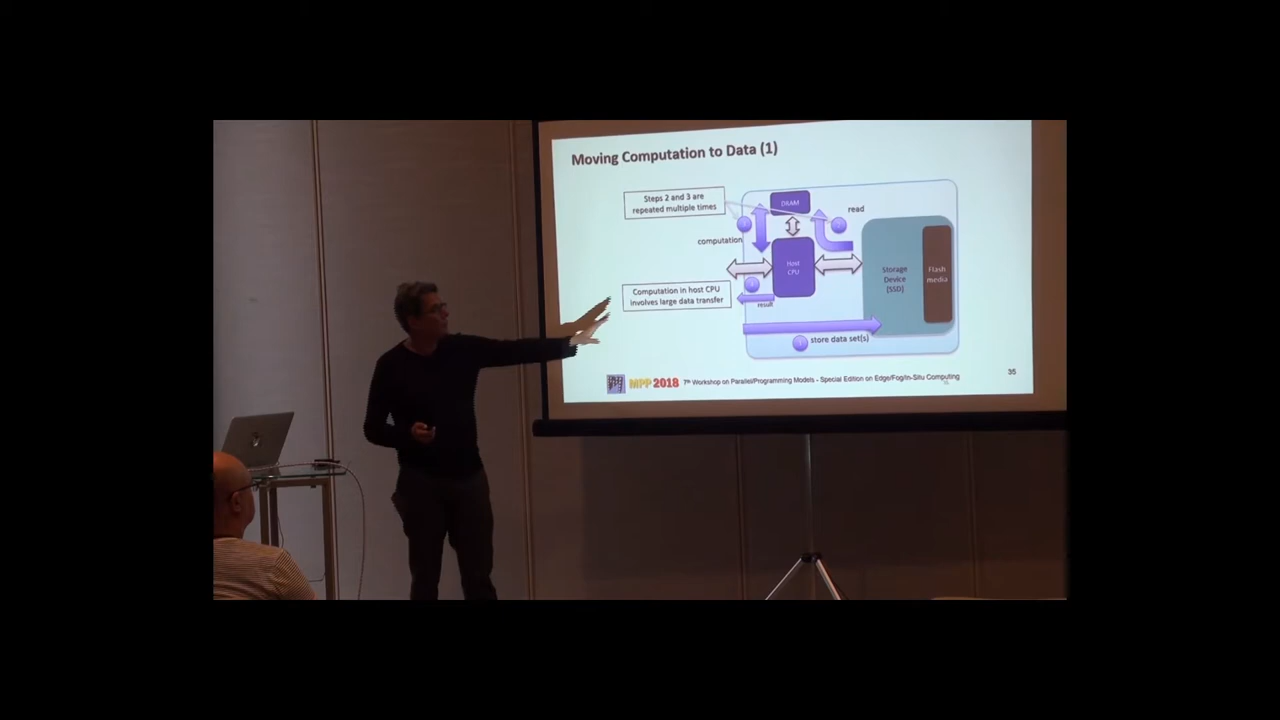 Moving Computation to Data (1)
Steps 2 and 3 are
repeated multiple times
DRAM
read
computation
Host
CPU
Storage
Device
[SSD]
Flash
media
Computation in host CPU
involves large data transfer
result
store data set(s)
MPP 2018 7th Workshop on Parallel/Programming Models - Special Edition on Edge/Fog/In-Situ Computing
35